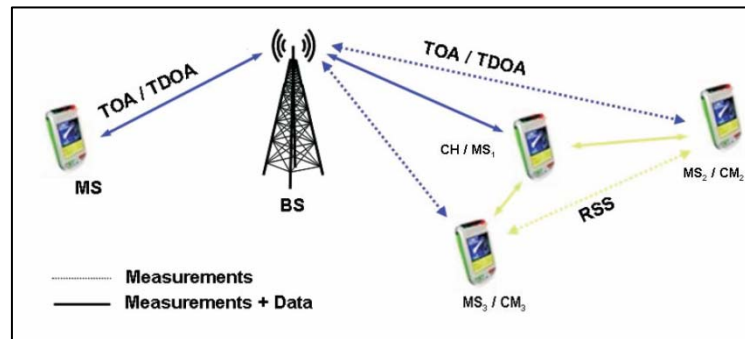 TOA / TDOA
TOA / TDOA
CH / MS₁
MS
BS
MS₂ / CM₂
RSS
MS₃ / CM₃
Measurements
Measurements + Data